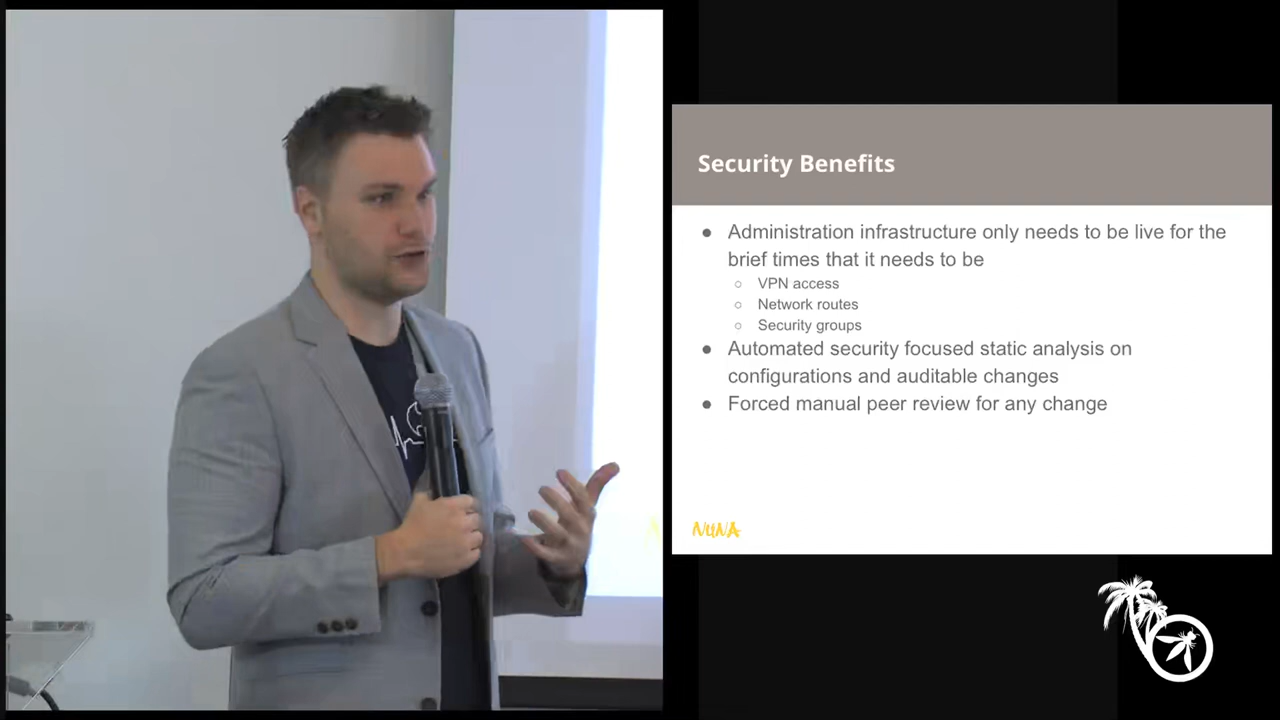 Security Benefits
● Administration infrastructure only needs to be live for the
brief times that it needs to be
○ VPN access
○ Network routes
○ Security groups
● Automated security focused static analysis on
configurations and auditable changes
● Forced manual peer review for any change
NUNA